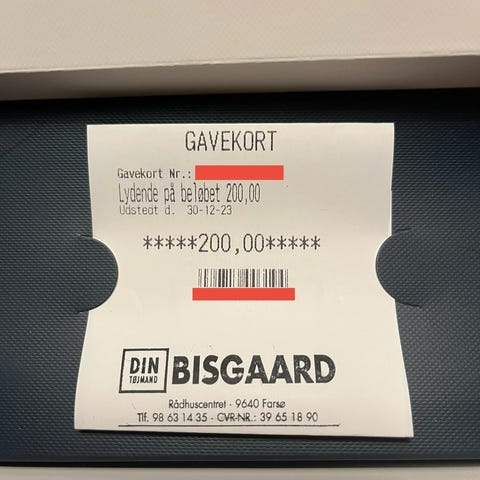 GAVEKORT
Gavekort Nr.:
Lydende på beløbet 200,00
Udstedt d. 30-12-23
*****200,00*****
DIN TØJMAND BISGAARD
Rådhuscentret - 9640 Farsø
Tlf. 98 63 14 35 - CVR-NR.: 39 65 18 90